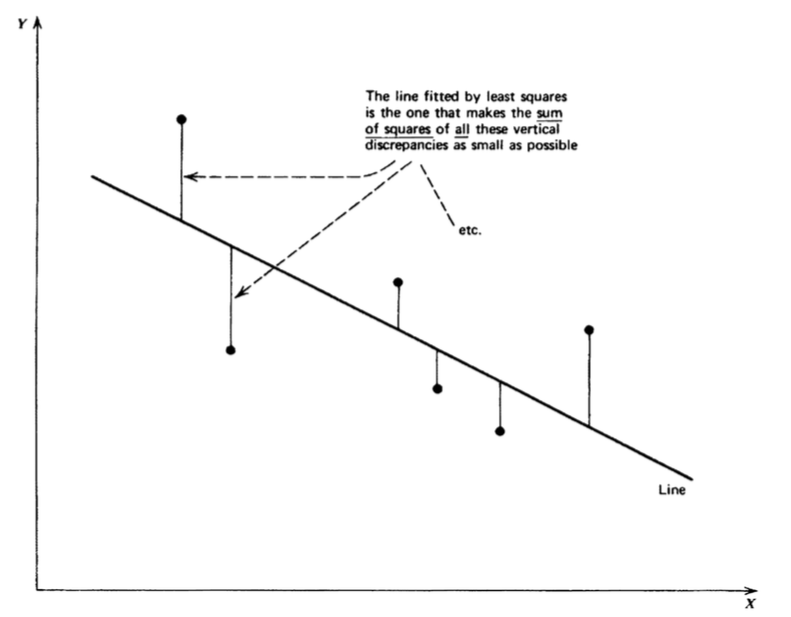 Y
The line fitted by least squares
is the one that makes the sum
of squares of all these vertical
discrepancies as small as possible
etc.
Line
X